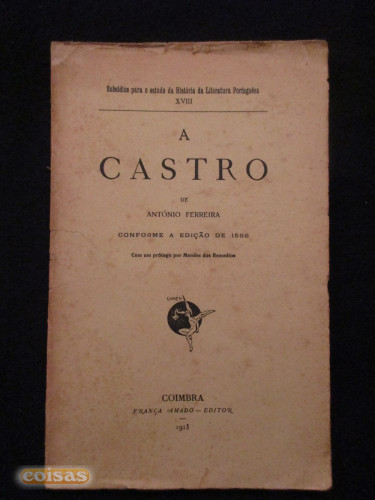 Subsídios para o estudo da História da Literatura Portuguesa
XVIII
A
CASTRO
DE
ANTÓNIO FERREIRA
CONFORME A EDIÇÃO DE 1598
Com um prólogo por Mendes dos Remedios
COIMBRA
FRANÇA AMADO—EDITOR
1915
coisas